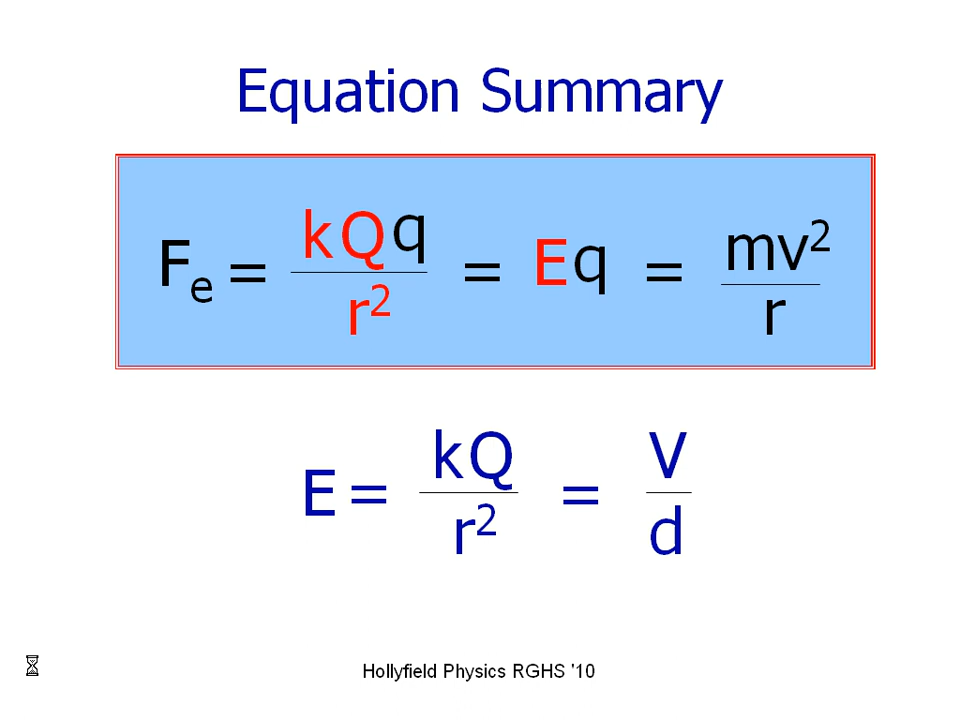 Equation Summary
Fₑ = kQq/r² = Eq = mv²/r
E = kQ/r² = V/d
Hollyfield Physics RGHS '10